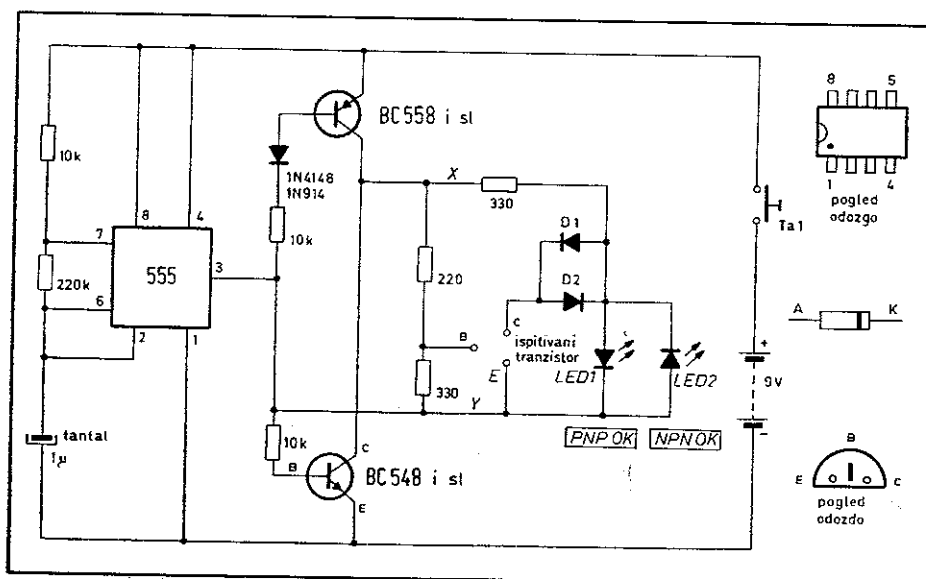 BC558 i sl
8
5
10k
1N4148
1N914
X
330
1
4
pogled
odozgo
D1
Ta1
8
4
10k
7
555
3
220
D2
220k
6
C
A
K
2
1
B
ispitivani
tranzistor
E
LED1
LED2
+
9V
330
Y
-
tantal
1μ
10k
PNP OK
NPN OK
C
B
BC548 i sl
E
B
E
C
pogled
odozdo